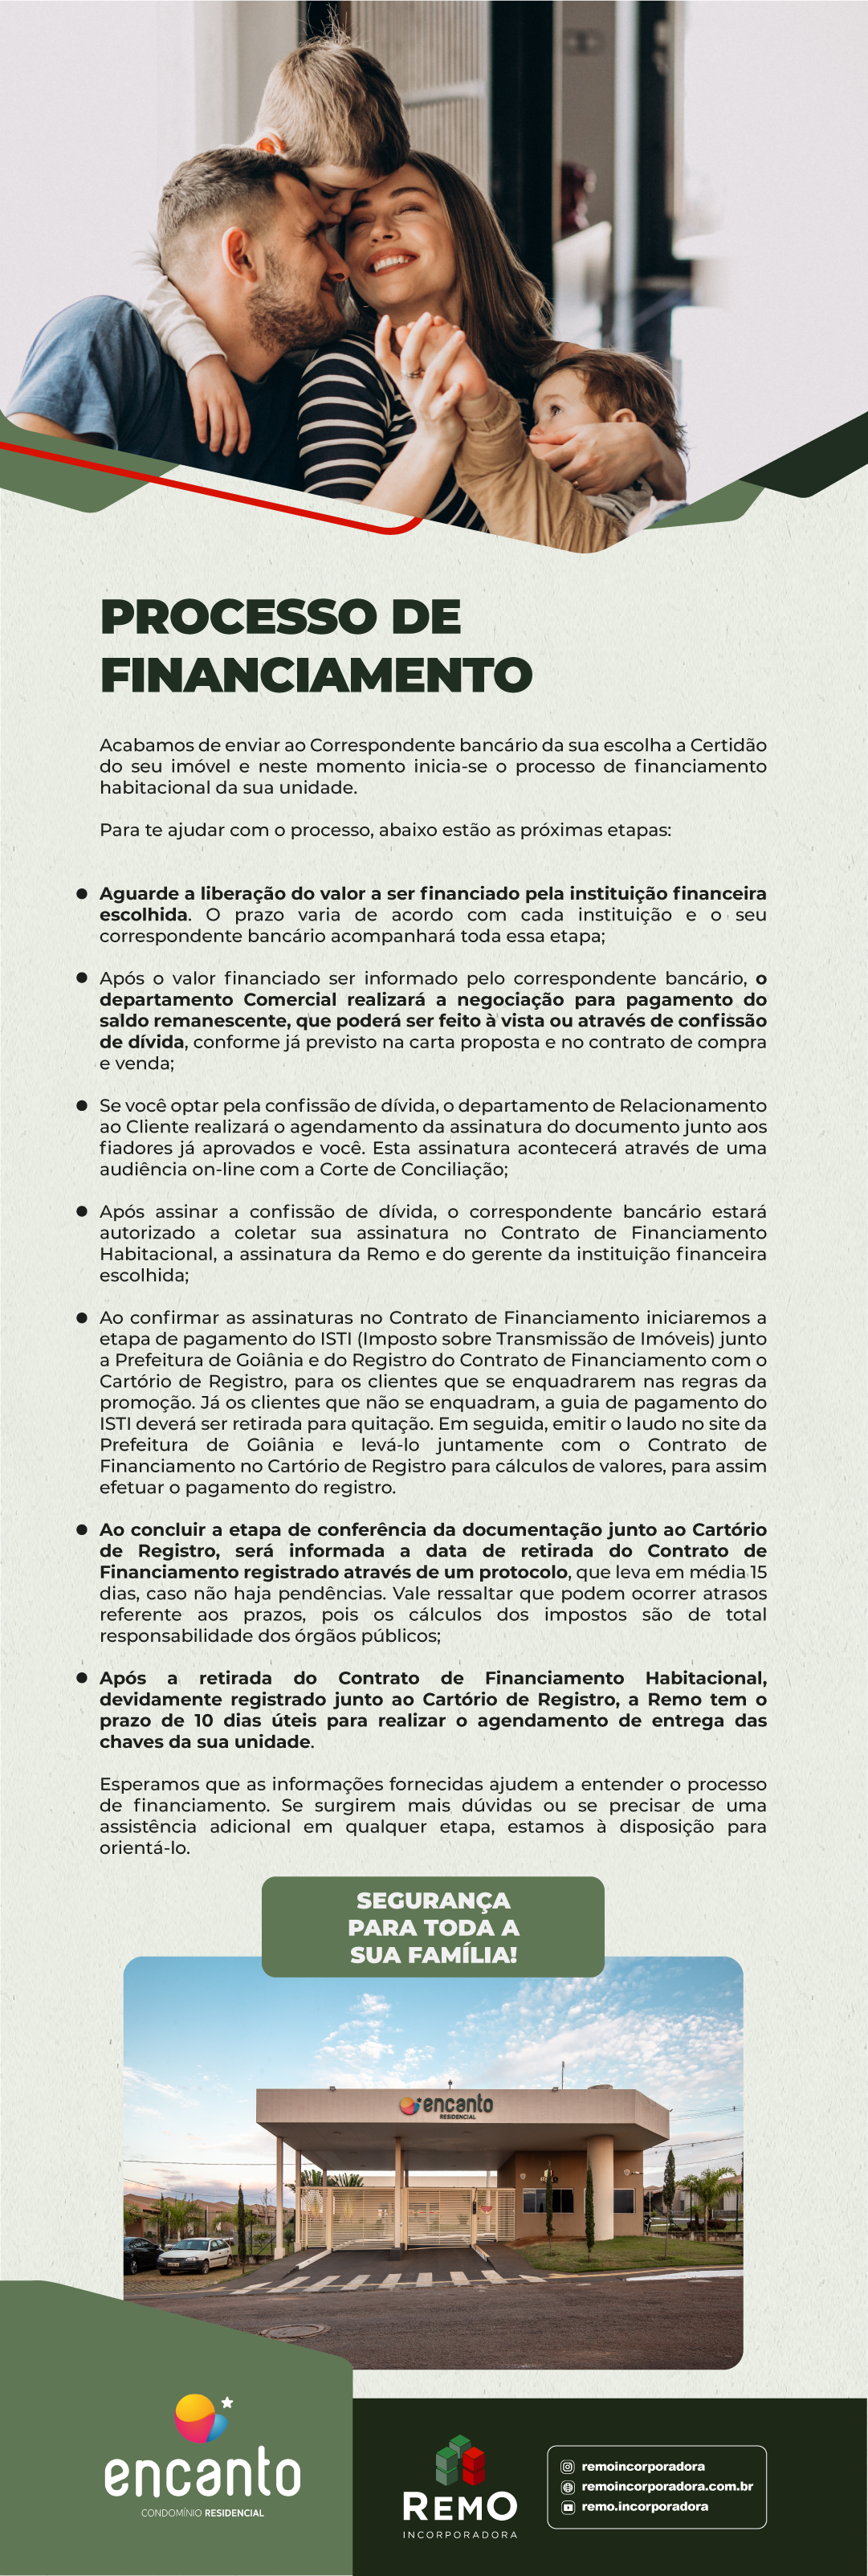 PROCESSO DE
FINANCIAMENTO
Acabamos de enviar ao Correspondente bancário da sua escolha a Certidão
do seu imóvel e neste momento inicia-se o processo de financiamento
habitacional da sua unidade.
Para te ajudar com o processo, abaixo estão as próximas etapas:
● Aguarde a liberação do valor a ser financiado pela instituição financeira
escolhida. O prazo varia de acordo com cada instituição e o seu
correspondente bancário acompanhará toda essa etapa;
● Após o valor financiado ser informado pelo correspondente bancário, o
departamento Comercial realizará a negociação para pagamento do
saldo remanescente, que poderá ser feito à vista ou através de confissão
de dívida, conforme já previsto na carta proposta e no contrato de compra
e venda;
● Se você optar pela confissão de dívida, o departamento de Relacionamento
ao Cliente realizará o agendamento da assinatura do documento junto aos
fiadores já aprovados e você. Esta assinatura acontecerá através de uma
audiência on-line com a Corte de Conciliação;
● Após assinar a confissão de dívida, o correspondente bancário estará
autorizado a coletar sua assinatura no Contrato de Financiamento
Habitacional, a assinatura da Remo e do gerente da instituição financeira
escolhida;
● Ao confirmar as assinaturas no Contrato de Financiamento iniciaremos a
etapa de pagamento do ISTI (Imposto sobre Transmissão de Imóveis) junto
a Prefeitura de Goiânia e do Registro do Contrato de Financiamento com o
Cartório de Registro, para os clientes que se enquadrarem nas regras da
promoção. Já os clientes que não se enquadram, a guia de pagamento do
ISTI deverá ser retirada para quitação. Em seguida, emitir o laudo no site da
Prefeitura de Goiânia e levá-lo juntamente com o Contrato de
Financiamento no Cartório de Registro para cálculos de valores, para assim
efetuar o pagamento do registro.
● Ao concluir a etapa de conferência da documentação junto ao Cartório
de Registro, será informada a data de retirada do Contrato de
Financiamento registrado através de um protocolo, que leva em média 15
dias, caso não haja pendências. Vale ressaltar que podem ocorrer atrasos
referente aos prazos, pois os cálculos dos impostos são de total
responsabilidade dos órgãos públicos;
● Após a retirada do Contrato de Financiamento Habitacional,
devidamente registrado junto ao Cartório de Registro, a Remo tem o
prazo de 10 dias úteis para realizar o agendamento de entrega das
chaves da sua unidade.
Esperamos que as informações fornecidas ajudem a entender o processo
de financiamento. Se surgirem mais dúvidas ou se precisar de uma
assistência adicional em qualquer etapa, estamos à disposição para
orientá-lo.
SEGURANÇA
PARA TODA A
SUA FAMÍLIA!
encanto
RESIDENCIAL
encanto
CONDOMÍNIO RESIDENCIAL
REMO
INCORPORADORA
remoincorporadora
remoincorporadora.com.br
remo.incorporadora